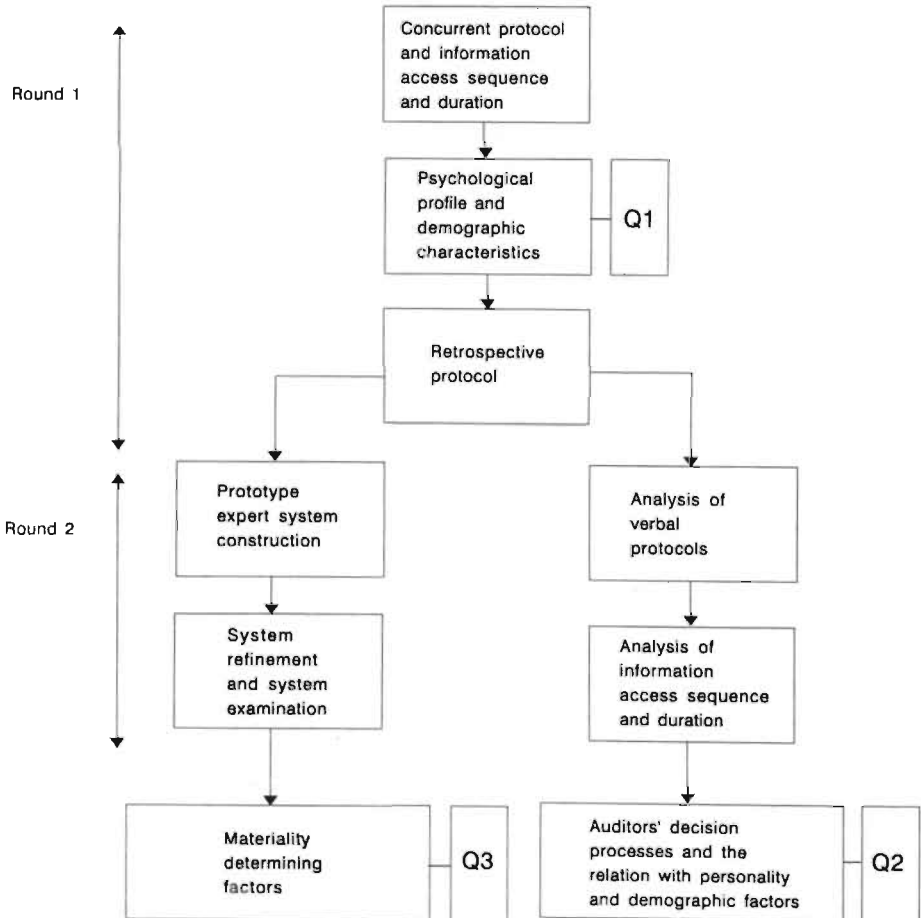 Concurrent protocol
and information
access sequence
and duration
Round 1
Psychological
profile and
demographic
characteristics
Q1
Retrospective
protocol
Prototype
expert system
construction
Analysis of
verbal
protocols
Round 2
System
refinement
and system
examination
Analysis of
information
access sequence
and duration
Materiality
determining
factors
Q3
Auditors' decision
processes and the
relation with personality
and demographic factors
Q2